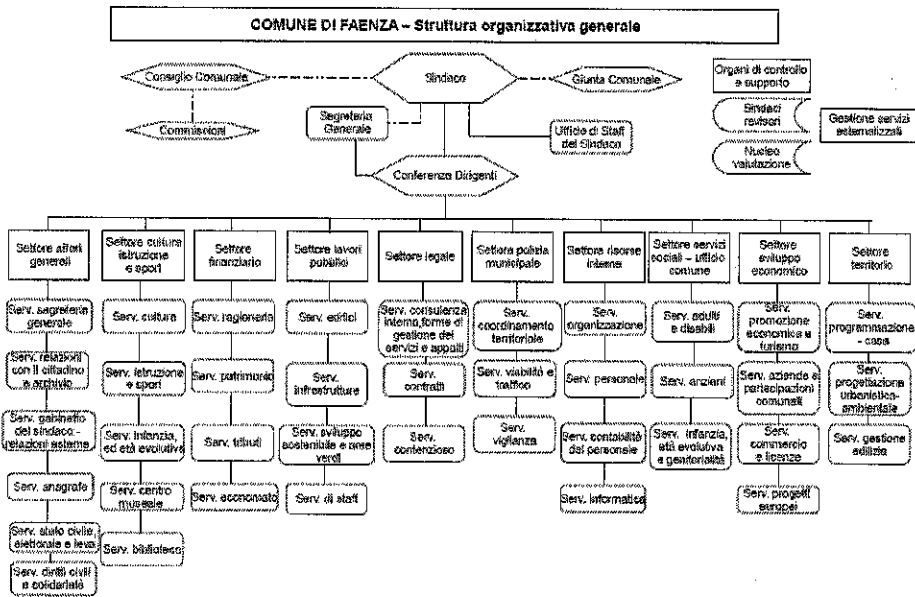 COMUNE DI FAENZA – Struttura organizzativa generale
Consiglio Comunale
Sindaco
Giunta Comunale
Organi di controllo
e supporto
Commissioni
Segreteria
Generale
Ufficio di Staff
del Sindaco
Sindaci
revisori
Gestione servizi
esternalizzati
Nucleo
valutazione
Conferenza Dirigenti
Settore affari
generali
Settore cultura
istruzione
e sport
Settore
finanziario
Settore lavori
pubblici
Settore legale
Settore polizia
municipale
Settore risorse
interne
Settore servizi
sociali – ufficio
comune
Settore
sviluppo
economico
Settore
territorio
Serv. segreteria
generale
Serv. relazioni
con il cittadino
e archivio
Serv. gabinetto
del sindaco -
relazioni esterne
Serv. anagrafe
Serv. stato civile,
elettorale e leva
Serv. diritti civili
e solidarietà
Serv. cultura
Serv. istruzione
e sport
Serv. infanzia,
ed età evolutiva
Serv. centro
museale
Serv. biblioteca
Serv. ragioneria
Serv. patrimonio
Serv. tributi
Serv. economato
Serv. edifici
Serv.
infrastrutture
Serv. sviluppo
sostenibile e aree
verdi
Serv. di staff
Serv. consulenza
interna, forme di
gestione dei
servizi e appalti
Serv.
contratti
Serv.
contenzioso
Serv.
coordinamento
territoriale
Serv. viabilità e
traffico
Serv.
vigilanza
Serv.
organizzazione
Serv. personale
Serv. contabilità
del personale
Serv. informatica
Serv. adulti e
disabili
Serv. anziani
Serv. infanzia,
età evolutiva
e genitorialità
Serv.
promozione
economica e
turismo
Serv. aziende e
partecipazioni
comunali
Serv.
commercio
e licenze
Serv. progetti
europei
Serv.
programmazione
- casa
Serv.
progettazione
urbanistica-
ambientale
Serv. gestione
edilizia